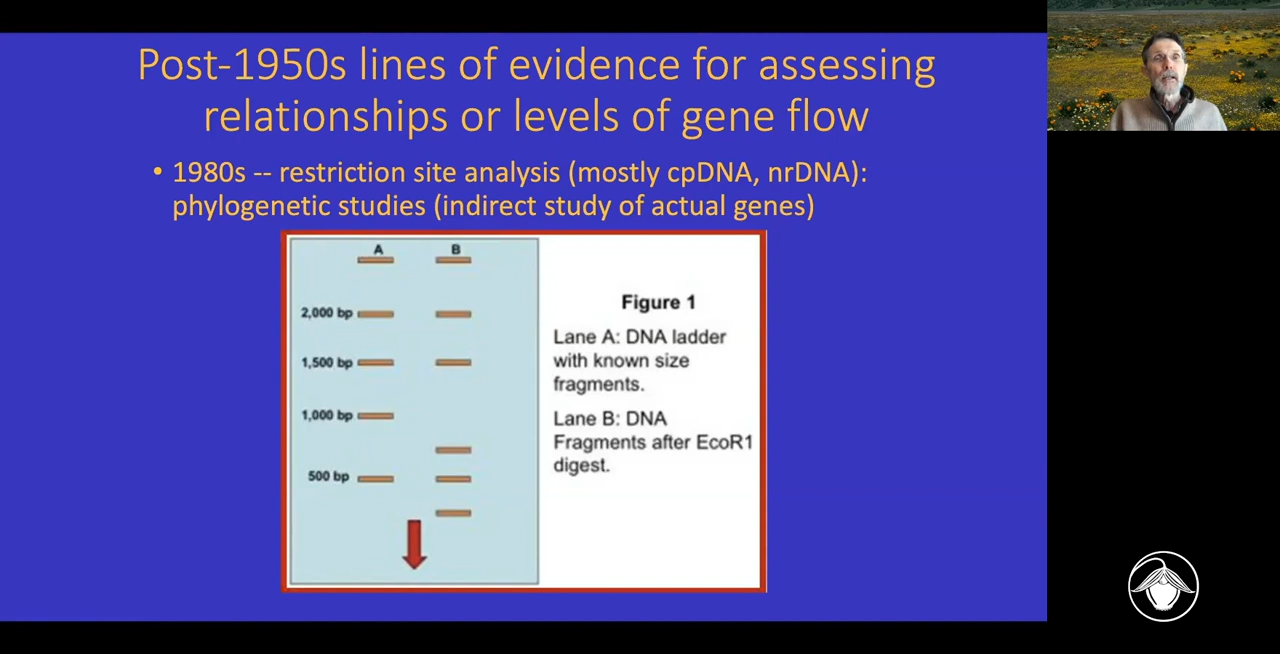 Post-1950s lines of evidence for assessing
relationships or levels of gene flow
• 1980s -- restriction site analysis (mostly cpDNA, nrDNA):
phylogenetic studies (indirect study of actual genes)
A B
2,000 bp
1,500 bp
1,000 bp
500 bp
Figure 1
Lane A: DNA ladder
with known size
fragments.
Lane B: DNA
Fragments after EcoR1
digest.